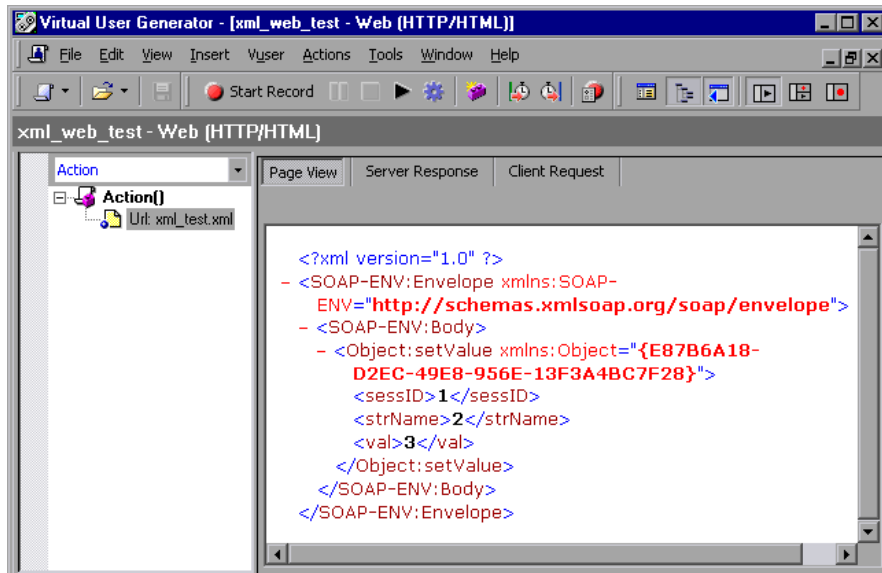 Virtual User Generator - [xml_web_test - Web (HTTP/HTML)]
File Edit View Insert Vuser Actions Tools Window Help
Start Record
xml_web_test - Web (HTTP/HTML)
Action
Page View Server Response Client Request
Action()
Url: xml_test.xml
<?xml version="1.0" ?>
- <SOAP-ENV:Envelope xmlns:SOAP-
ENV="http://schemas.xmlsoap.org/soap/envelope">
- <SOAP-ENV:Body>
- <Object:setValue xmlns:Object="{E87B6A18-
D2EC-49E8-956E-13F3A4BC7F28}">
<sessID>1</sessID>
<strName>2</strName>
<val>3</val>
</Object:setValue>
</SOAP-ENV:Body>
</SOAP-ENV:Envelope>